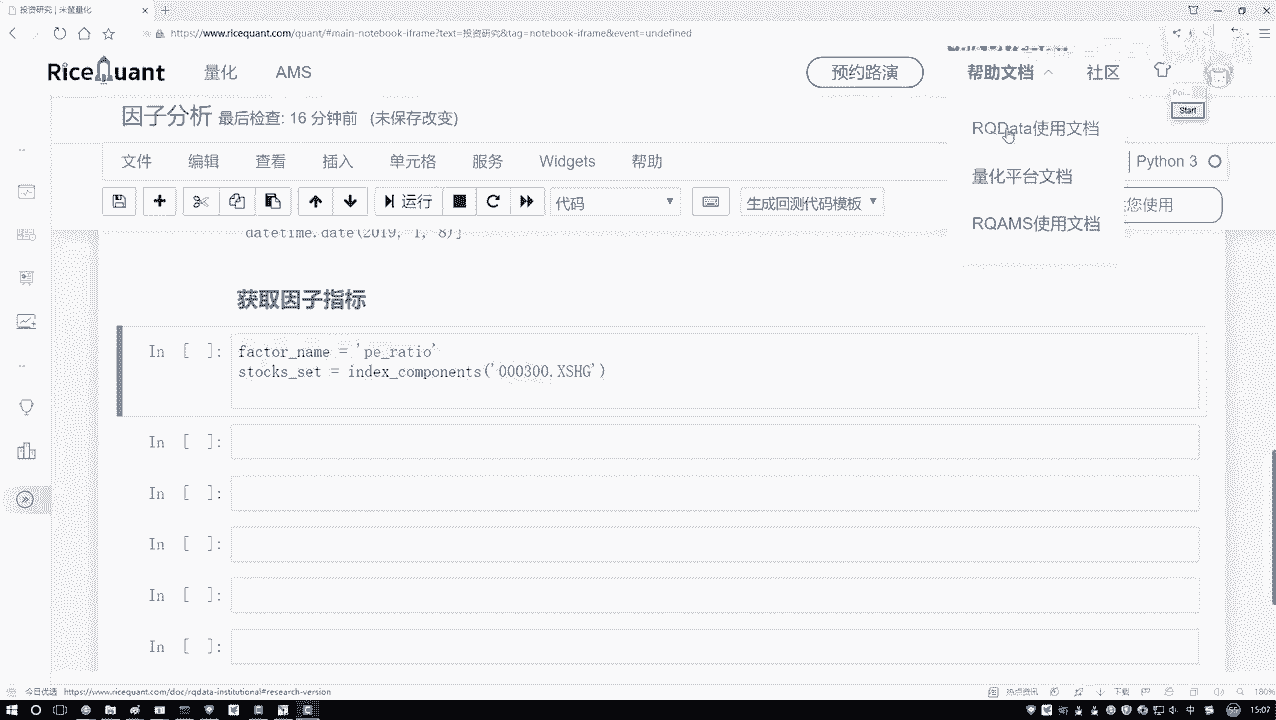 投资研究 | 米筐量化
https://www.ricequant.com/quant/#main-notebook-iframe?text=投资研究&tag=notebook-iframe&event=undefined
RiceQuant 量化 AMS 预约路演 帮助文档 社区
因子分析 最后检查: 16 分钟前 (未保存改变)
Start
RQData使用文档
文件 编辑 查看 插入 单元格 服务 Widgets 帮助 Python 3
量化平台文档
运行 代码 生成回测代码模板 您使用
RQAMS使用文档
datetime.date(2019, 1, 8)]
获取因子指标
In [ ]: factor_name = 'pe_ratio'
stocks_set = index_components('000300.XSHG')
In [ ]:
In [ ]:
In [ ]:
In [ ]:
In [ ]:
今日优选 https://www.ricequant.com/doc/rqdata-institutional#research-version 热点资讯 下载 180%
中 15:07